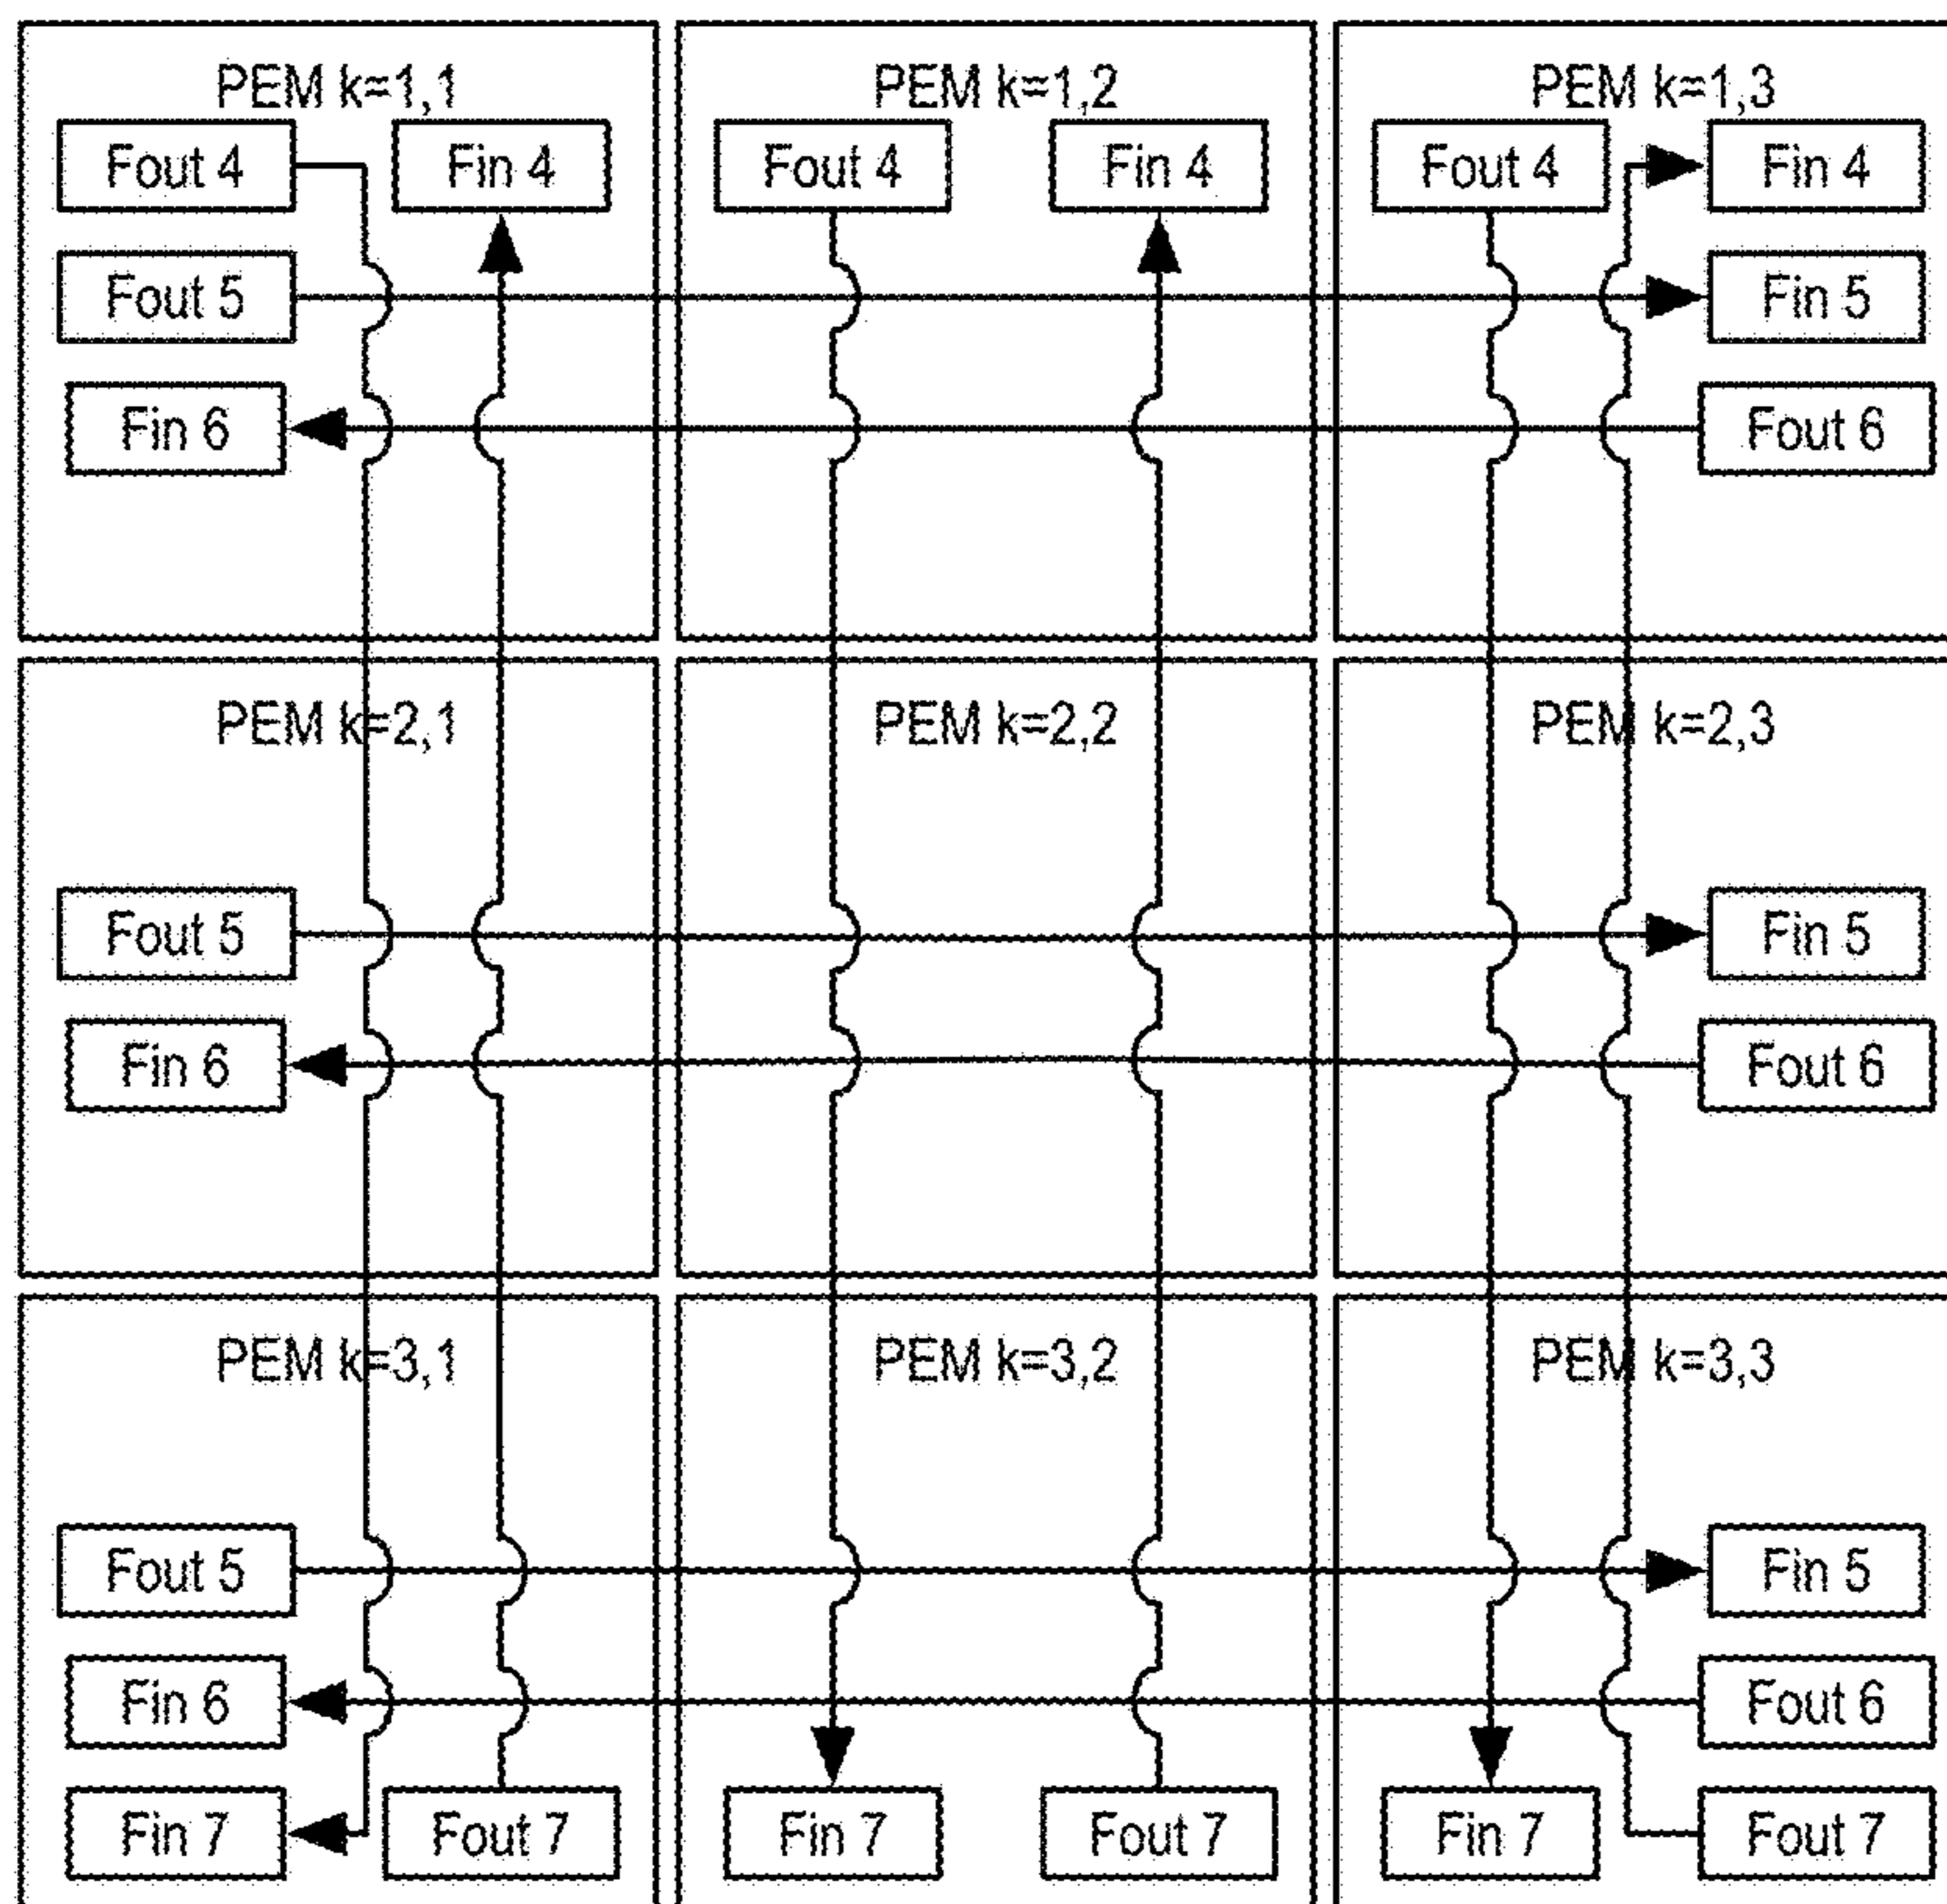 PEM k=1,1
Fout 4
Fin 4
Fout 5
Fin 6
PEM k=1,2
Fout 4
Fin 4
PEM k=1,3
Fout 4
Fin 4
Fin 5
Fout 6
PEM k=2,1
Fout 5
Fin 6
PEM k=2,2
PEM k=2,3
Fin 5
Fout 6
PEM k=3,1
Fout 5
Fin 6
Fin 7
Fout 7
PEM k=3,2
Fin 7
Fout 7
PEM k=3,3
Fin 5
Fout 6
Fin 7
Fout 7